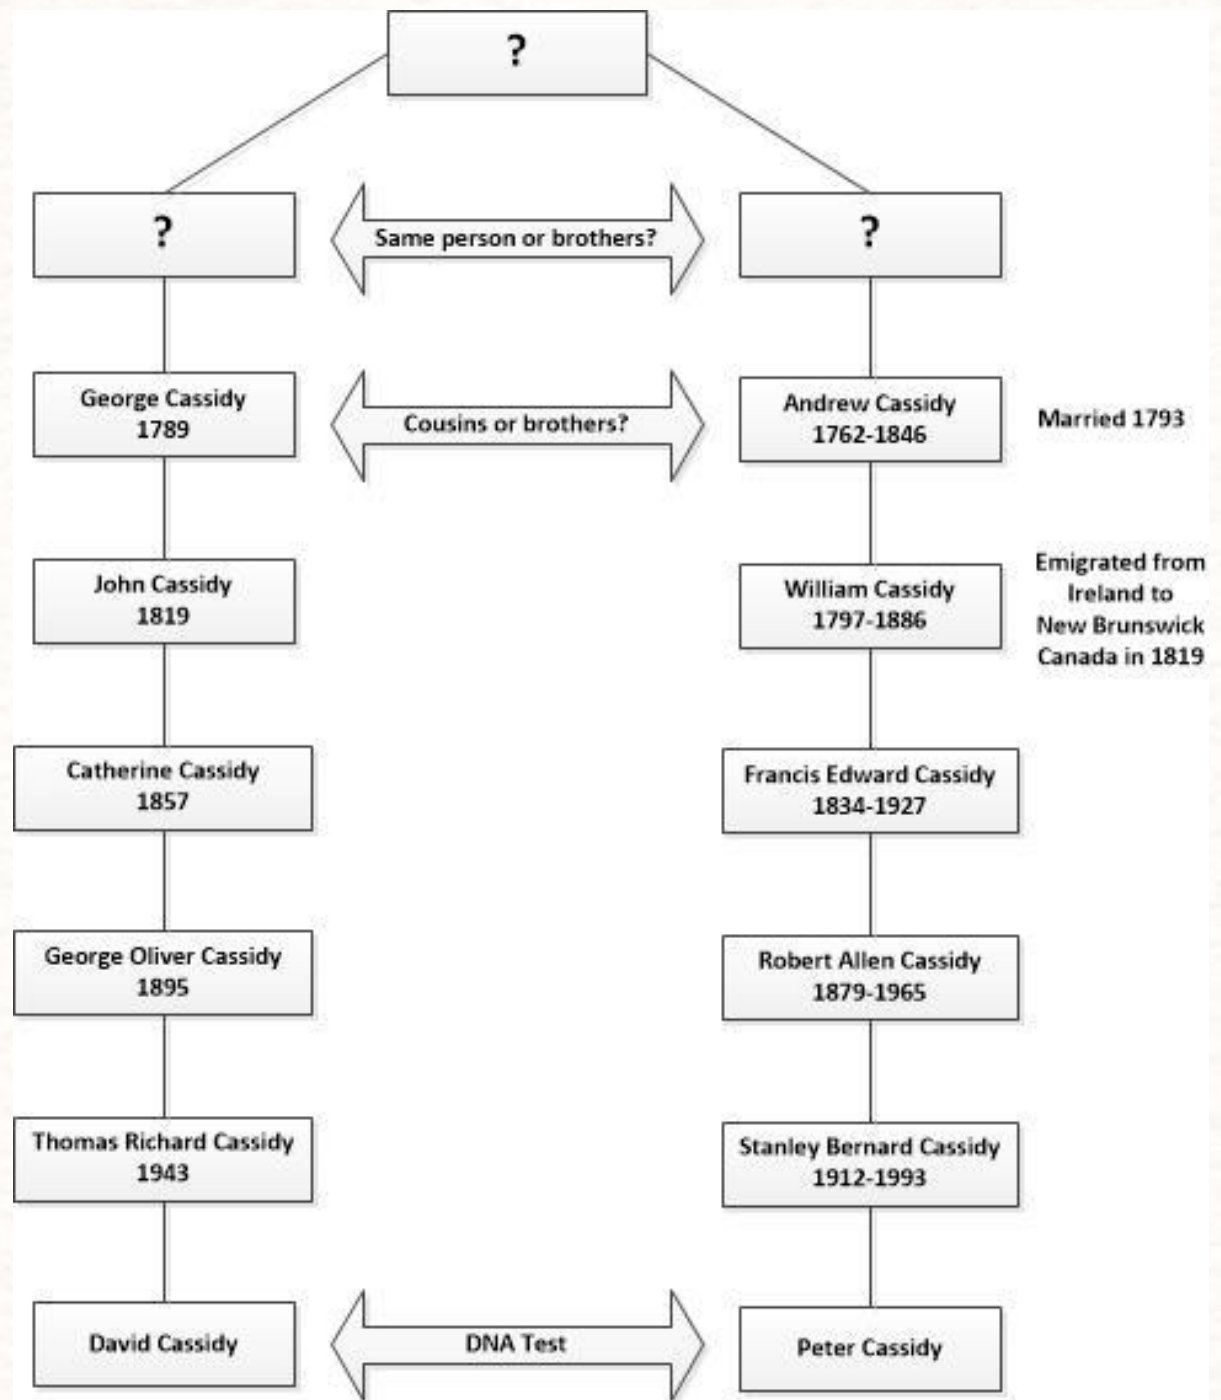 ?
?
Same person or brothers?
?
George Cassidy
1789
Cousins or brothers?
Andrew Cassidy
1762-1846
Married 1793
John Cassidy
1819
William Cassidy
1797-1886
Emigrated from
Ireland to
New Brunswick
Canada in 1819
Catherine Cassidy
1857
Francis Edward Cassidy
1834-1927
George Oliver Cassidy
1895
Robert Allen Cassidy
1879-1965
Thomas Richard Cassidy
1943
Stanley Bernard Cassidy
1912-1993
David Cassidy
DNA Test
Peter Cassidy